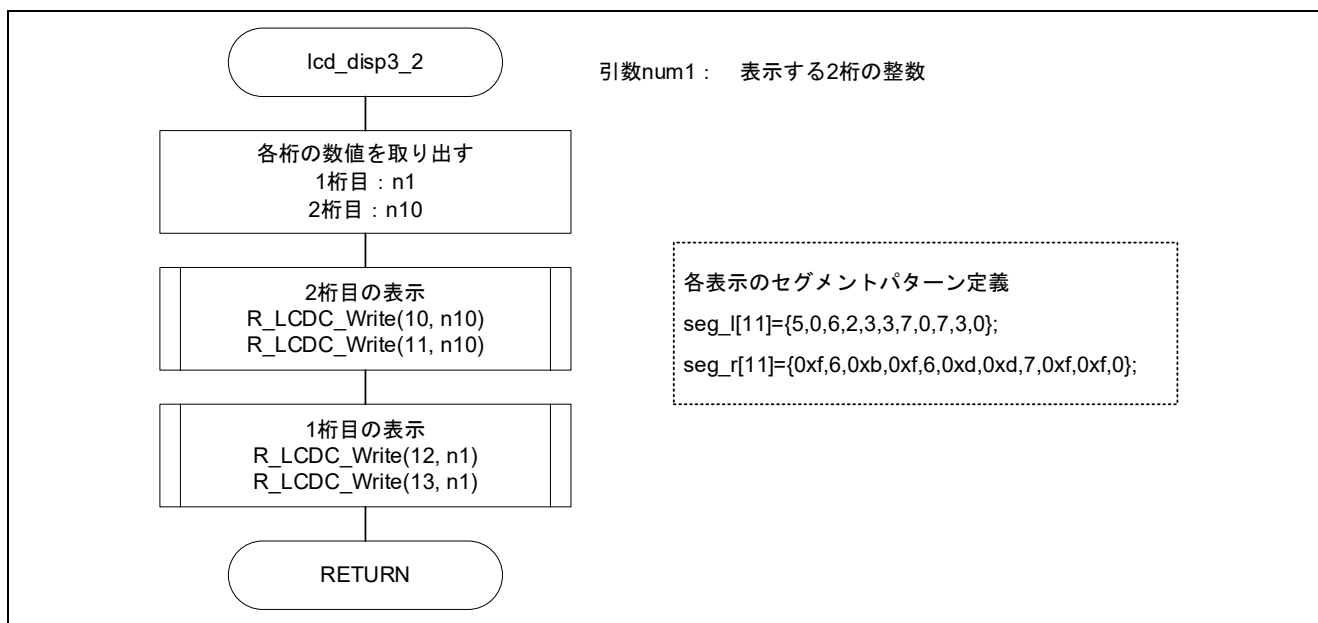 lcd_disp3_2
引数num1： 表示する2桁の整数
各桁の数値を取り出す
1桁目：n1
2桁目：n10
2桁目の表示
R_LCDC_Write(10, n10)
R_LCDC_Write(11, n10)
1桁目の表示
R_LCDC_Write(12, n1)
R_LCDC_Write(13, n1)
RETURN
各表示のセグメントパターン定義
seg_l[11]={5,0,6,2,3,3,7,0,7,3,0};
seg_r[11]={0xf,6,0xb,0xf,6,0xd,0xd,7,0xf,0xf,0};